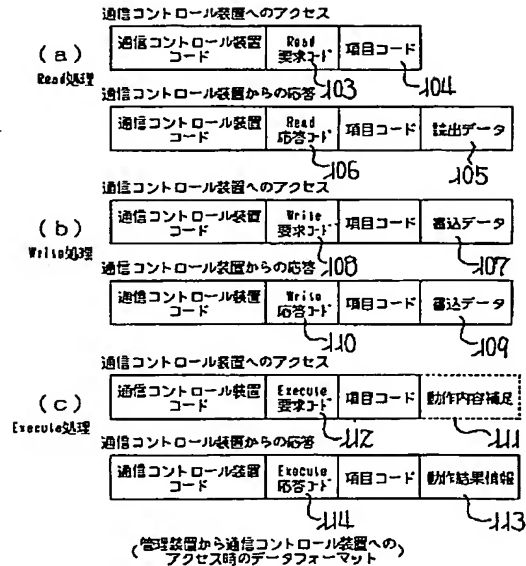 通信コントロール装置へのアクセス
(a)
Read処理
通信コントロール装置
コード
Read
要求コード
項目コード
103
104
通信コントロール装置からの応答
通信コントロール装置
コード
Read
応答コード
項目コード
読出データ
106
105
通信コントロール装置へのアクセス
(b)
Write処理
通信コントロール装置
コード
Write
要求コード
項目コード
書込データ
108
107
通信コントロール装置からの応答
通信コントロール装置
コード
Write
応答コード
項目コード
書込データ
110
109
通信コントロール装置へのアクセス
(c)
Execute処理
通信コントロール装置
コード
Execute
要求コード
項目コード
動作内容補足
112
111
通信コントロール装置からの応答
通信コントロール装置
コード
Execute
応答コード
項目コード
動作結果情報
114
113
(管理装置から通信コントロール装置への
アクセス時のデータフォーマット)